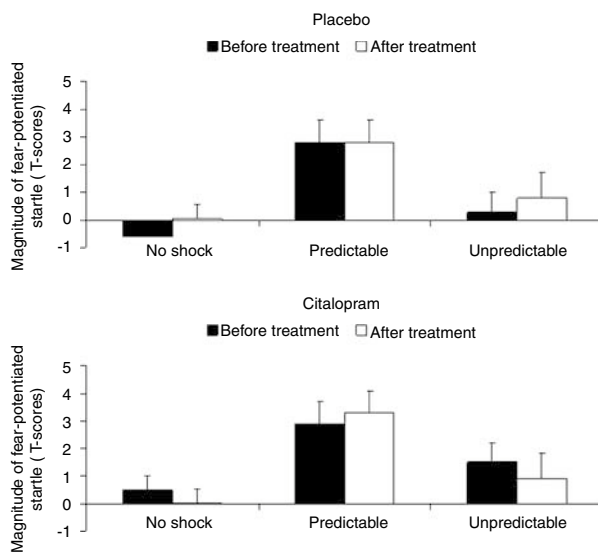 Placebo
Before treatment After treatment
Magnitude of fear-potentiated
startle ( T-scores)
5
4
3
2
1
0
-1
No shock Predictable Unpredictable
Citalopram
Before treatment After treatment
Magnitude of fear-potentiated
startle ( T-scores)
5
4
3
2
1
0
-1
No shock Predictable Unpredictable